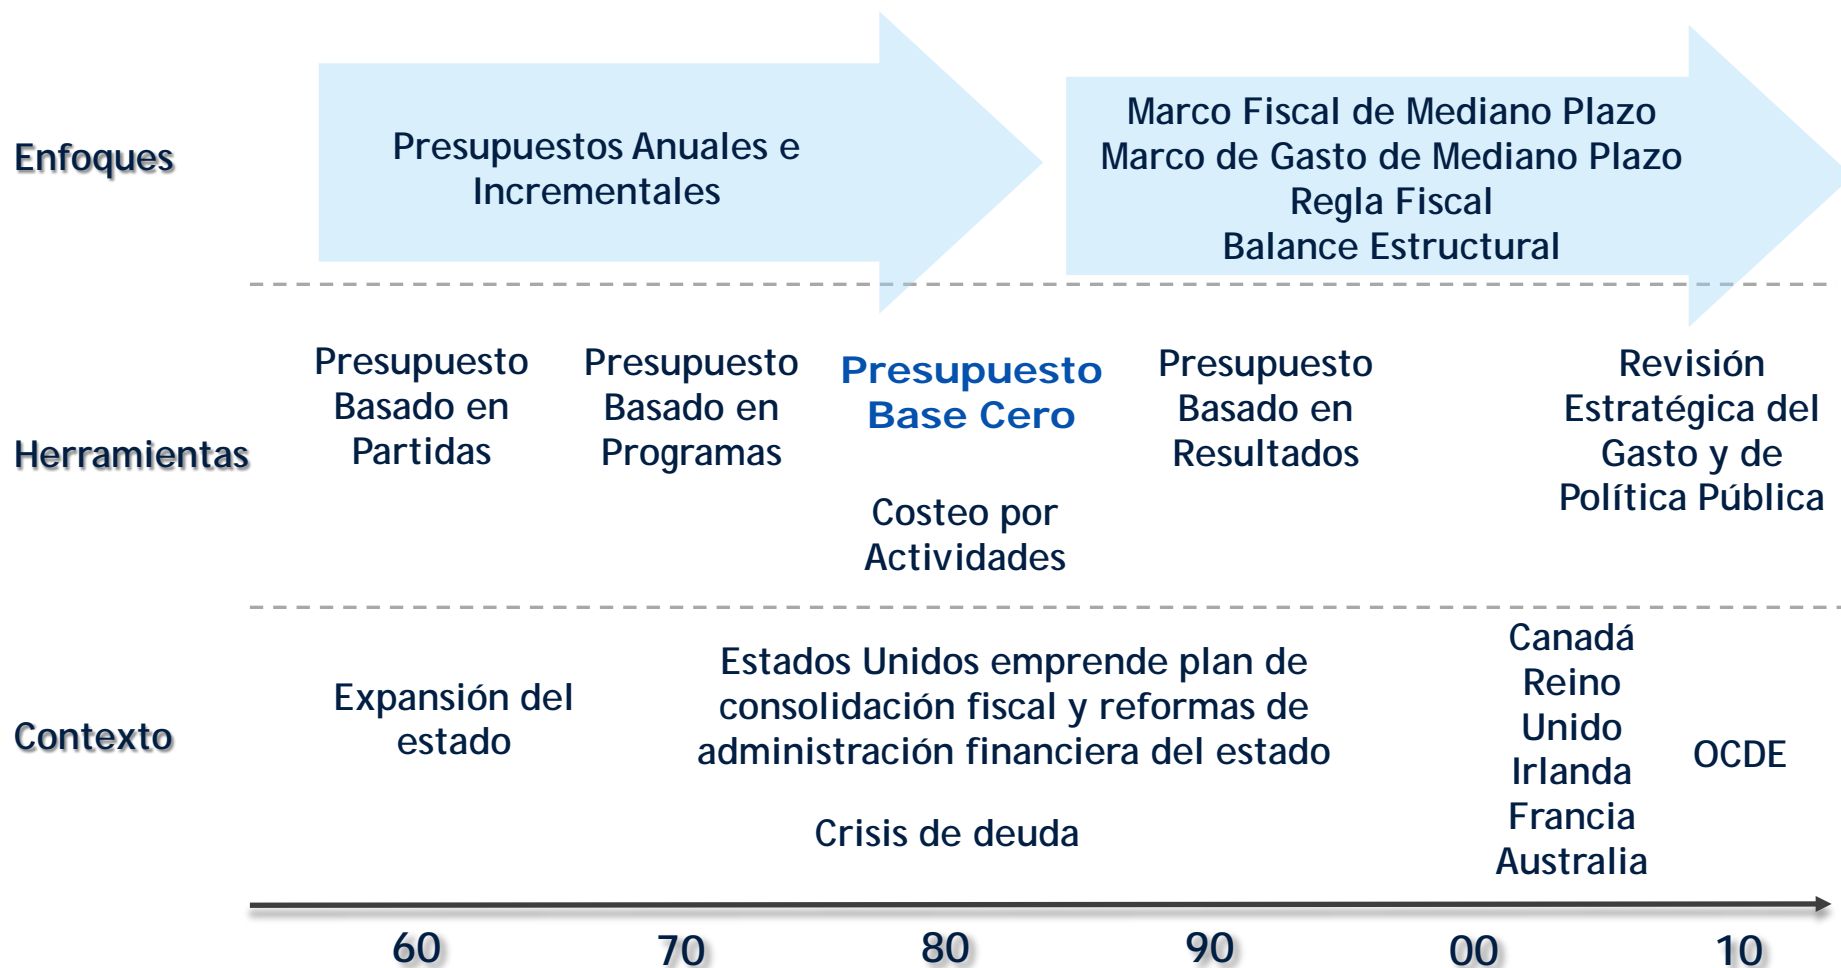 Enfoques
Presupuestos Anuales e
Incrementales
Marco Fiscal de Mediano Plazo
Marco de Gasto de Mediano Plazo
Regla Fiscal
Balance Estructural
Herramientas
Presupuesto
Basado en
Partidas
Presupuesto
Basado en
Programas
Presupuesto
Base Cero
Costeo por
Actividades
Presupuesto
Basado en
Resultados
Revisión
Estratégica del
Gasto y de
Política Pública
Contexto
Expansión del
estado
Estados Unidos emprende plan de
consolidación fiscal y reformas de
administración financiera del estado
Crisis de deuda
Canadá
Reino
Unido
Irlanda
Francia
Australia
OCDE
60 70 80 90 00 10